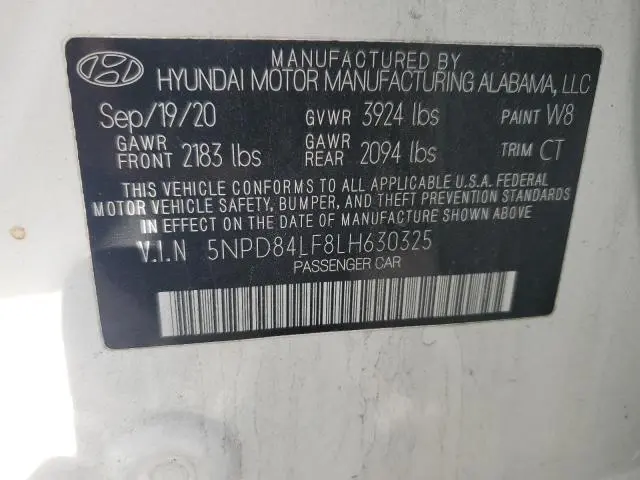 MANUFACTURED BY
HYUNDAI MOTOR MANUFACTURING ALABAMA, LLC
Sep/19/20 GVWR 3924 lbs PAINT W8
GAWR FRONT 2183 lbs GAWR REAR 2094 lbs TRIM CT
THIS VEHICLE CONFORMS TO ALL APPLICABLE U.S.A. FEDERAL
MOTOR VEHICLE SAFETY, BUMPER, AND THEFT PREVENTION STANDARDS
IN EFFECT ON THE DATE OF MANUFACTURE SHOWN ABOVE
V.I.N 5NPD84LF8LH630325
PASSENGER CAR